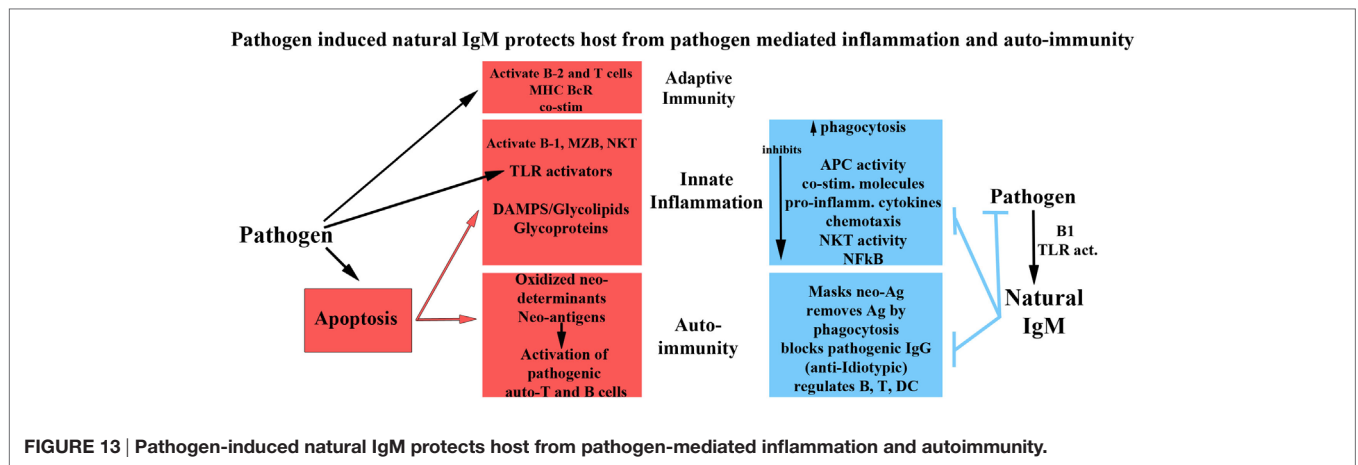 Pathogen induced natural IgM protects host from pathogen mediated inflammation and auto-immunity
Activate B-2 and T cells
MHC BcR
co-stim
Adaptive
Immunity
Activate B-1, MZB, NKT
TLR activators
DAMPS/Glycolipids
Glycoproteins
Innate
Inflammation
phagocytosis
inhibits
APC activity
co-stim. molecules
pro-inflamm. cytokines
chemotaxis
NKT activity
NFkB
Pathogen
Pathogen
B1
TLR act.
Natural
IgM
Apoptosis
Oxidized neo-
determinants
Neo-antigens
Activation of
pathogenic
auto-T and B cells
Auto-
immunity
Masks neo-Ag
removes Ag by
phagocytosis
blocks pathogenic IgG
(anti-Idiotypic)
regulates B, T, DC
FIGURE 13 | Pathogen-induced natural IgM protects host from pathogen-mediated inflammation and autoimmunity.